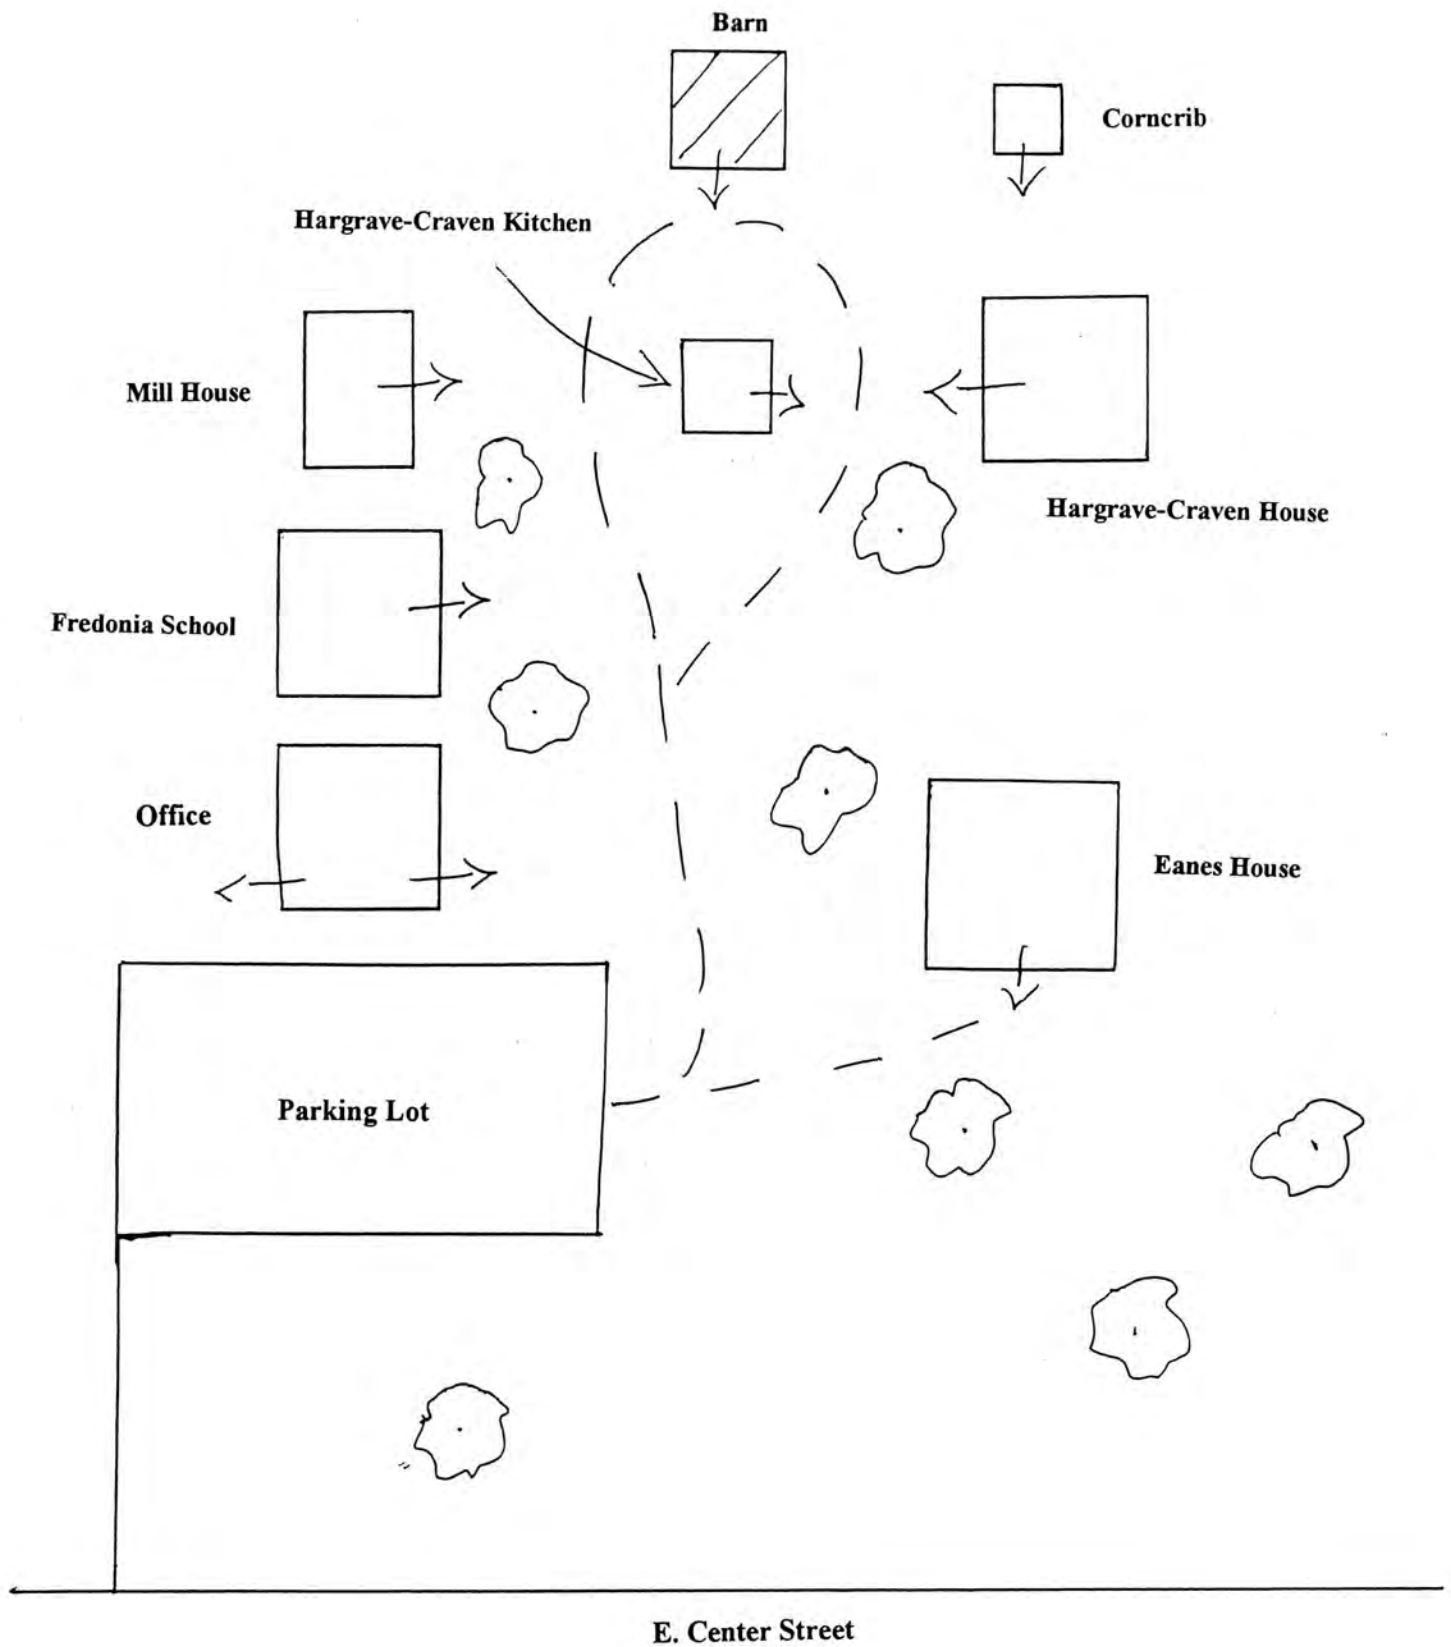 Barn
Corncrib
Hargrave-Craven Kitchen
Mill House
Hargrave-Craven House
Fredonia School
Office
Eanes House
Parking Lot
E. Center Street